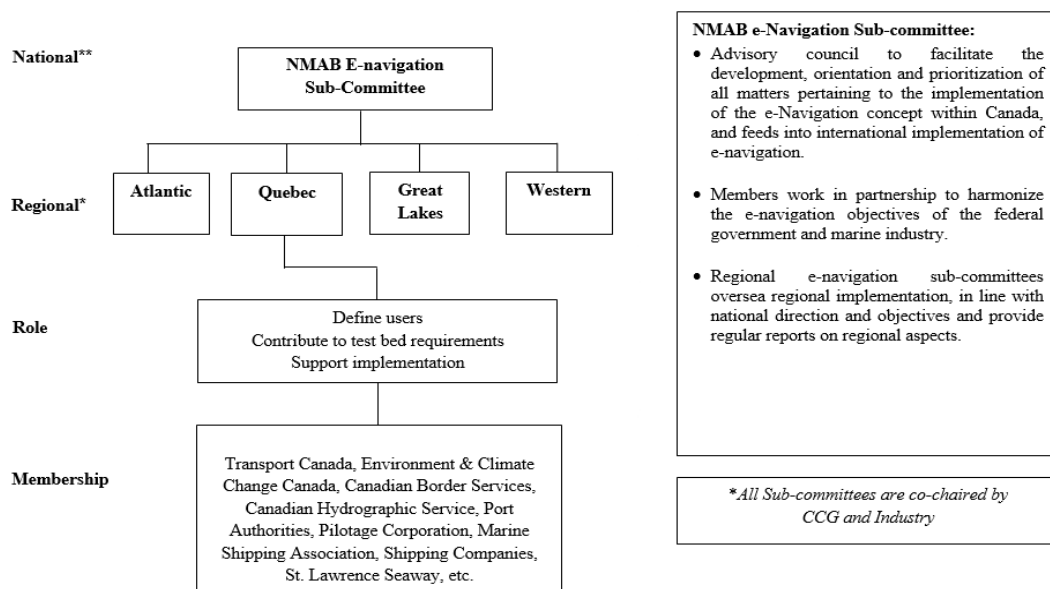 National**
NMAB E-navigation
Sub-Committee
Regional*
Atlantic
Quebec
Great
Lakes
Western
Role
Define users
Contribute to test bed requirements
Support implementation
Membership
Transport Canada, Environment & Climate
Change Canada, Canadian Border Services,
Canadian Hydrographic Service, Port
Authorities, Pilotage Corporation, Marine
Shipping Association, Shipping Companies,
St. Lawrence Seaway, etc.
NMAB e-Navigation Sub-committee:
• Advisory council to facilitate the
development, orientation and prioritization of
all matters pertaining to the implementation
of the e-Navigation concept within Canada,
and feeds into international implementation of
e-navigation.
• Members work in partnership to harmonize
the e-navigation objectives of the federal
government and marine industry.
• Regional e-navigation sub-committees
oversea regional implementation, in line with
national direction and objectives and provide
regular reports on regional aspects.
*All Sub-committees are co-chaired by
CCG and Industry